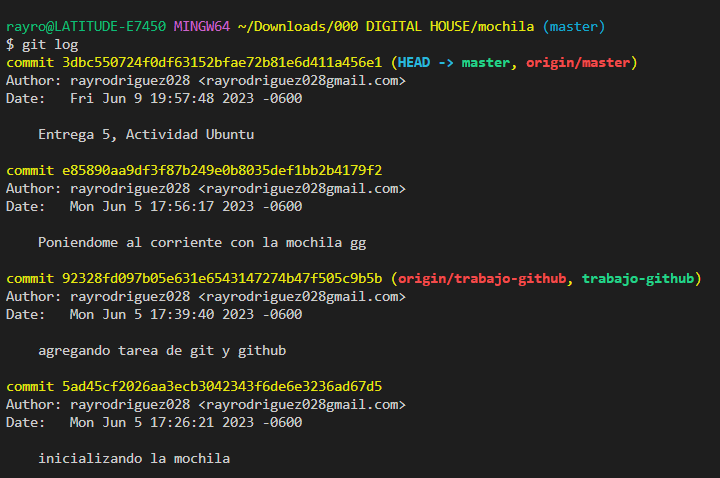 rayro@LATITUDE-E7450 MINGW64 ~/Downloads/000 DIGITAL HOUSE/mochila (master)
$ git log
commit 3dbc550724f0df63152bfae72b81e6d411a456e1 (HEAD -> master, origin/master)
Author: rayrodriguez028 <rayrodriguez028gmail.com>
Date:   Fri Jun 9 19:57:48 2023 -0600
Entrega 5, Actividad Ubuntu
commit e85890aa9df3f87b249e0b8035def1bb2b4179f2
Author: rayrodriguez028 <rayrodriguez028gmail.com>
Date:   Mon Jun 5 17:56:17 2023 -0600
Poniendome al corriente con la mochila gg
commit 92328fd097b05e631e6543147274b47f505c9b5b (origin/trabajo-github, trabajo-github)
Author: rayrodriguez028 <rayrodriguez028gmail.com>
Date:   Mon Jun 5 17:39:40 2023 -0600
agregando tarea de git y github
commit 5ad45cf2026aa3ecb3042343f6de6e3236ad67d5
Author: rayrodriguez028 <rayrodriguez028gmail.com>
Date:   Mon Jun 5 17:26:21 2023 -0600
inicializando la mochila